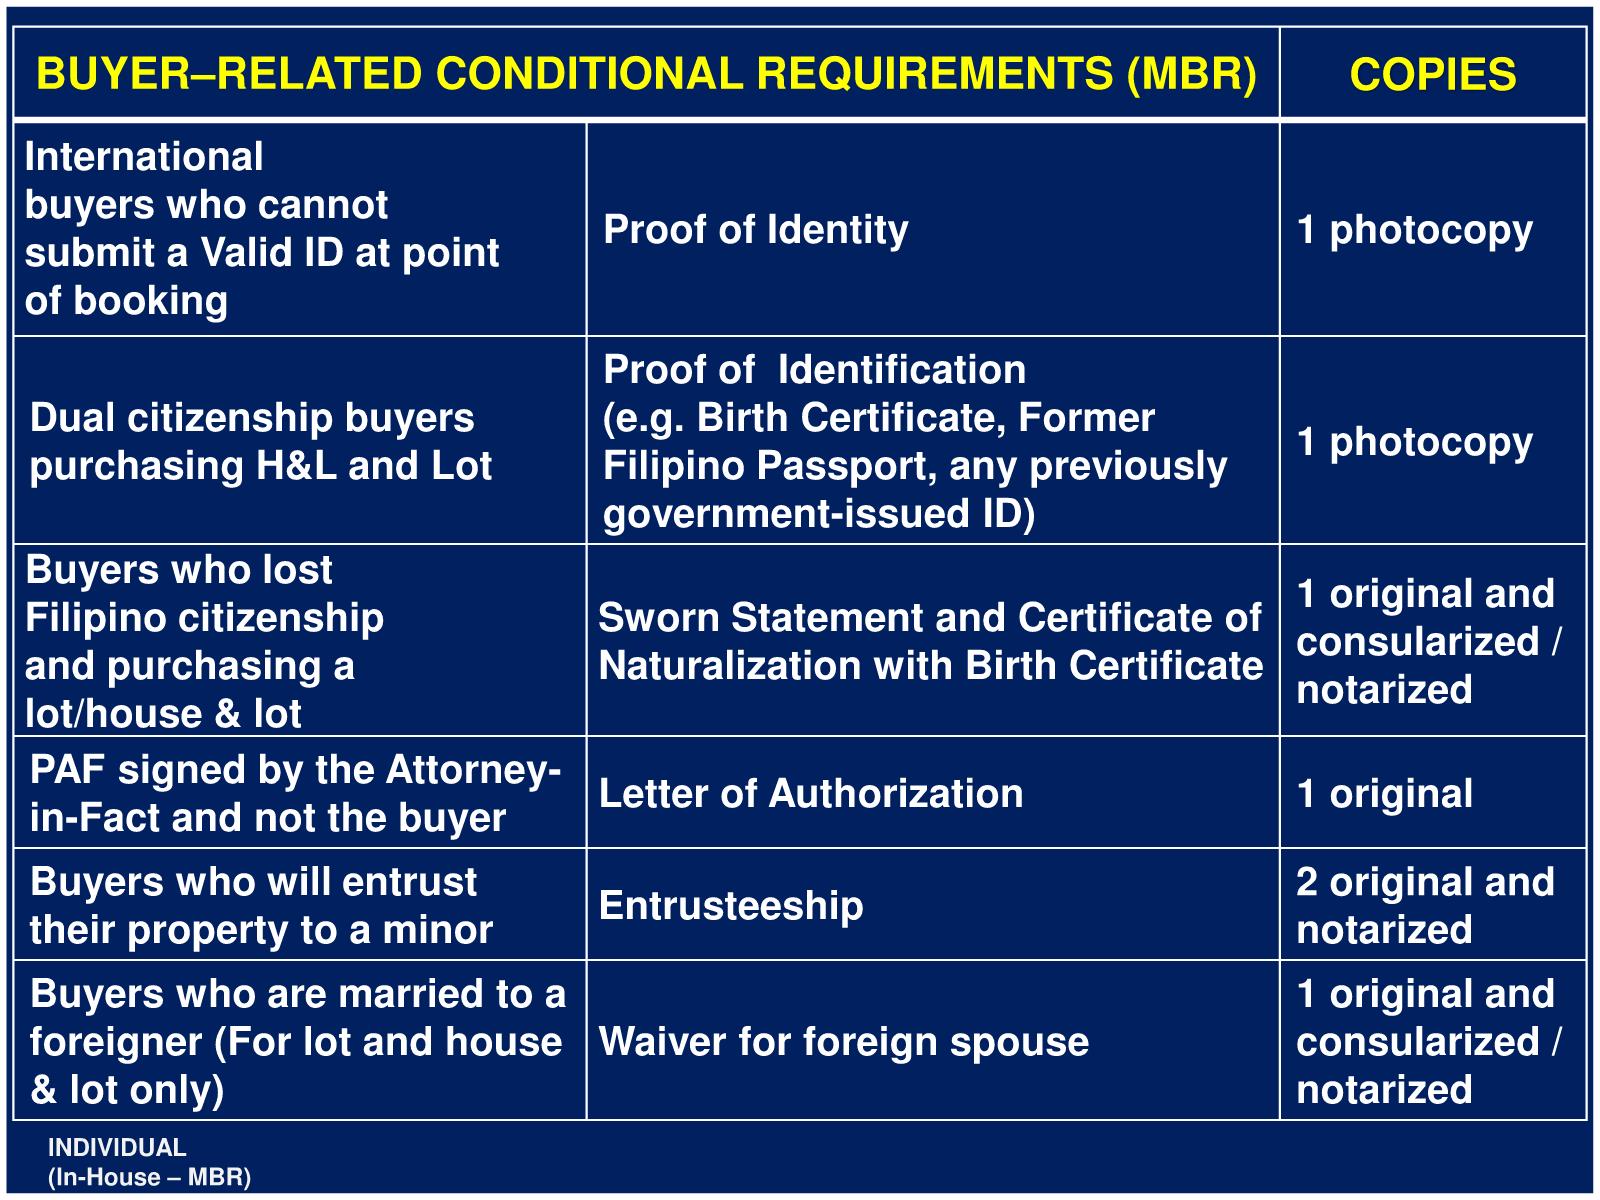 BUYER–RELATED CONDITIONAL REQUIREMENTS (MBR)
COPIES
International
buyers who cannot
submit a Valid ID at point
of booking
Proof of Identity
1 photocopy
Dual citizenship buyers
purchasing H&L and Lot
Proof of  Identification
(e.g. Birth Certificate, Former
Filipino Passport, any previously
government-issued ID)
1 photocopy
Buyers who lost
Filipino citizenship
and purchasing a
lot/house & lot
Sworn Statement and Certificate of
Naturalization with Birth Certificate
1 original and
consularized /
notarized
PAF signed by the Attorney-
in-Fact and not the buyer
Letter of Authorization
1 original
Buyers who will entrust
their property to a minor
Entrusteeship
2 original and
notarized
Buyers who are married to a
foreigner (For lot and house
& lot only)
Waiver for foreign spouse
1 original and
consularized /
notarized
INDIVIDUAL
(In-House – MBR)